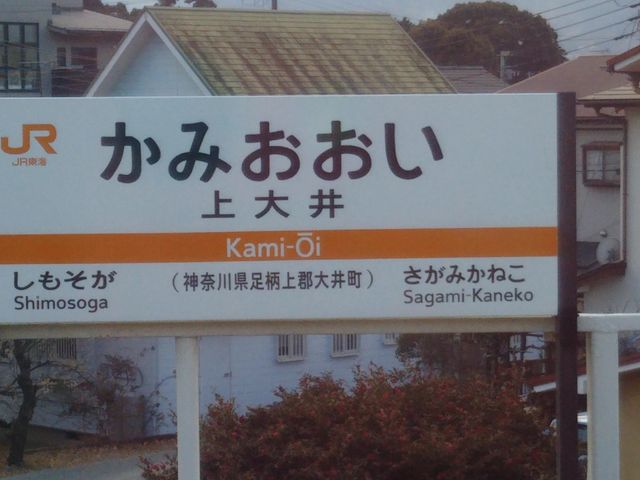 JR
JR東海
かみおおい
上大井
Kami-Ōi
しもそが
Shimosoga
（神奈川県足柄上郡大井町）
さがみかねこ
Sagami-Kaneko